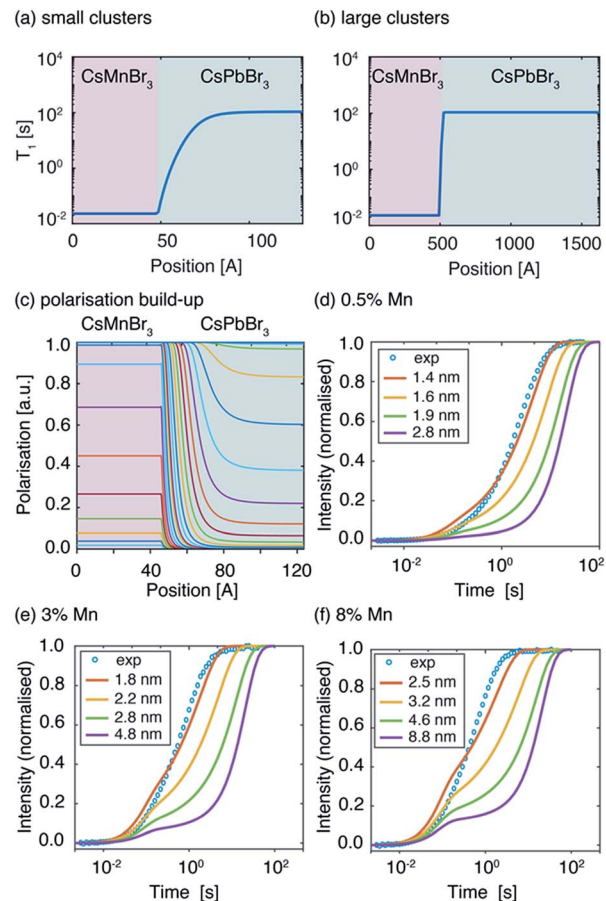 (a) small clusters
CsMnBr3 CsPbBr3
T1 [s]
10^2
10^0
10^-2
0 50 100
Position [A]
(b) large clusters
CsMnBr3 CsPbBr3
10^2
10^0
10^-2
0 500 1000 1500
Position [A]
(c) polarisation build-up
CsMnBr3 CsPbBr3
Polarisation [a.u.]
1.0
0.8
0.6
0.4
0.2
0.0
0 20 40 60 80 100 120
Position [A]
(d) 0.5% Mn
Intensity (normalised)
1.0
0.8
0.6
0.4
0.2
0.0
exp
1.4 nm
1.6 nm
1.9 nm
2.8 nm
10^-2 10^0 10^2
Time [s]
(e) 3% Mn
Intensity (normalised)
1.0
0.8
0.6
0.4
0.2
0.0
exp
1.8 nm
2.2 nm
2.8 nm
4.8 nm
10^-2 10^0 10^2
Time [s]
(f) 8% Mn
Intensity (normalised)
1.0
0.8
0.6
0.4
0.2
0.0
exp
2.5 nm
3.2 nm
4.6 nm
8.8 nm
10^-2 10^0 10^2
Time [s]